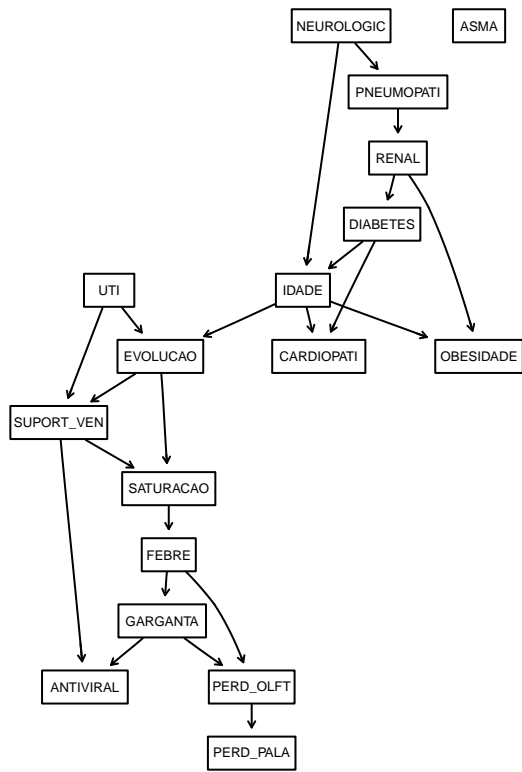 NEUROLOGIC
ASMA
PNEUMOPATI
RENAL
DIABETES
UTI
IDADE
EVOLUCAO
CARDIOPATI
OBESIDADE
SUPORT_VEN
SATURACAO
FEBRE
GARGANTA
ANTIVIRAL
PERD_OLFT
PERD_PALA